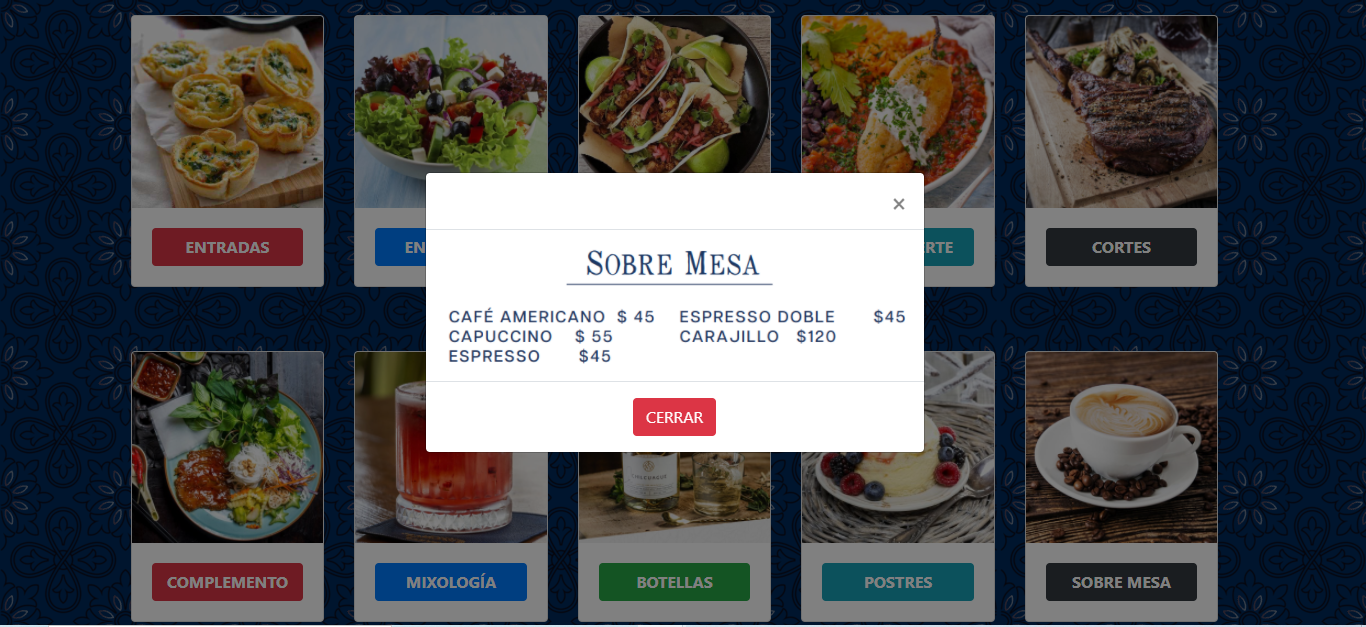 ENTRADAS
EN
RTE
CORTES
×
SOBRE MESA
CAFÉ AMERICANO $ 45
CAPUCCINO $ 55
ESPRESSO $45
ESPRESSO DOBLE $45
CARAJILLO $120
CERRAR
COMPLEMENTO
MIXOLOGÍA
BOTELLAS
POSTRES
SOBRE MESA